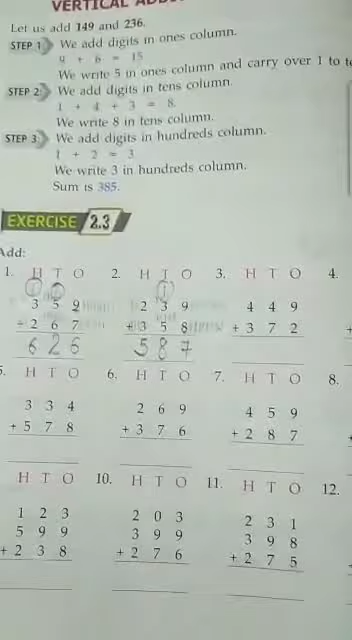 VERTICAL
Let us add 149 and 236.
STEP 1 We add digits in ones column.
9 + 6 = 15
We write 5 in ones column and carry over 1 to
STEP 2 We add digits in tens column.
1 + 4 + 3 = 8.
We write 8 in tens column.
STEP 3 We add digits in hundreds column.
1 + 2 = 3
We write 3 in hundreds column.
Sum is 385.
EXERCISE 2.3
Add:
1. H T O 2. H T O 3. H T O 4.
1 1 1
3 5 9 2 3 9 4 4 9
+ 2 6 7 + 3 5 8 + 3 7 2 +
6 2 6 5 8 7
5. H T O 6. H T O 7. H T O 8.
3 3 4 2 6 9 4 5 9
+ 5 7 8 + 3 7 6 + 2 8 7
H T O 10. H T O 11. H T O 12.
1 2 3 2 0 3 2 3 1
5 9 9 3 9 9 3 9 8
+ 2 3 8 + 2 7 6 + 2 7 5